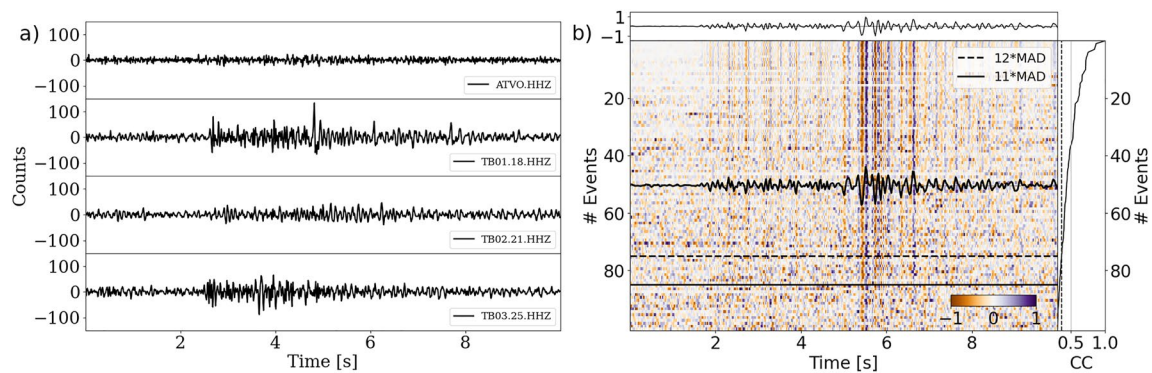 a)
100
0
−100
ATVO.HHZ
100
0
−100
TB01.18.HHZ
100
0
−100
TB02.21.HHZ
100
0
−100
TB03.25.HHZ
Counts
2 4 6 8
Time [s]
b)
1
−1
12*MAD
11*MAD
20
40
60
80
# Events
−1 0 1
2 4 6 8
Time [s]
20
40
60
80
# Events
0.5 1.0
CC